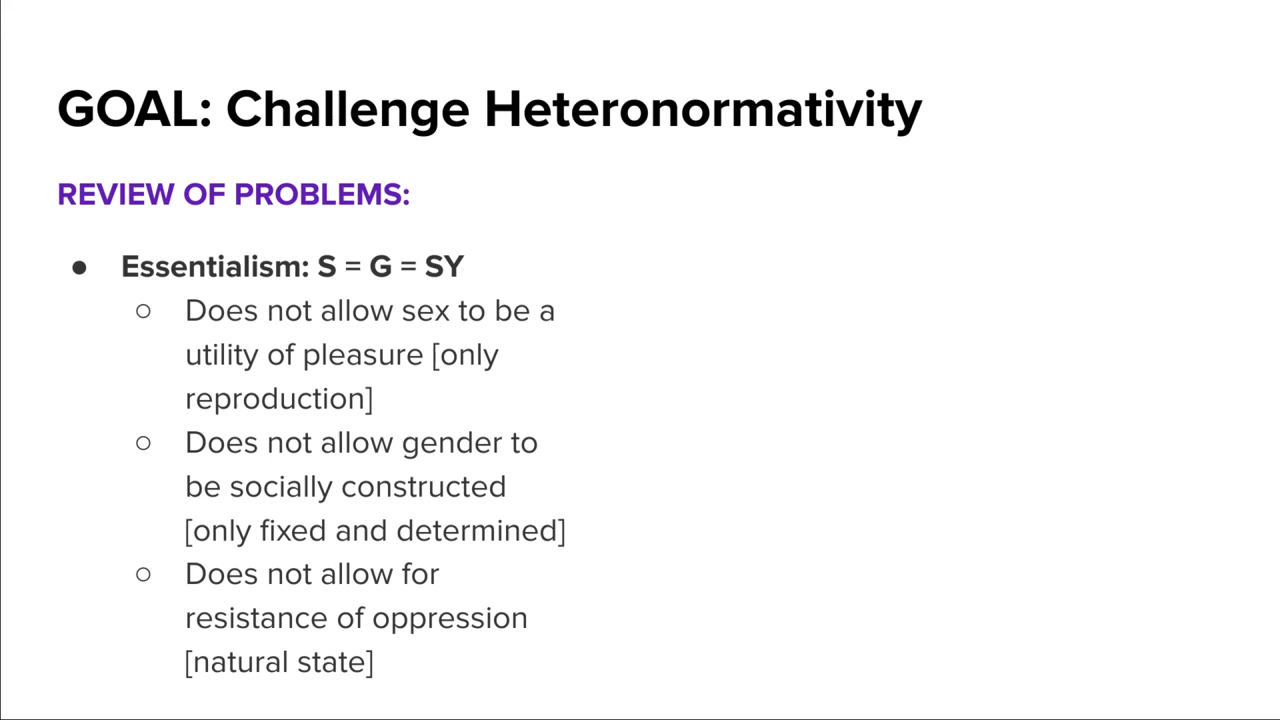 GOAL: Challenge Heteronormativity
REVIEW OF PROBLEMS:
● Essentialism: S = G = SY
○ Does not allow sex to be a
utility of pleasure [only
reproduction]
○ Does not allow gender to
be socially constructed
[only fixed and determined]
○ Does not allow for
resistance of oppression
[natural state]